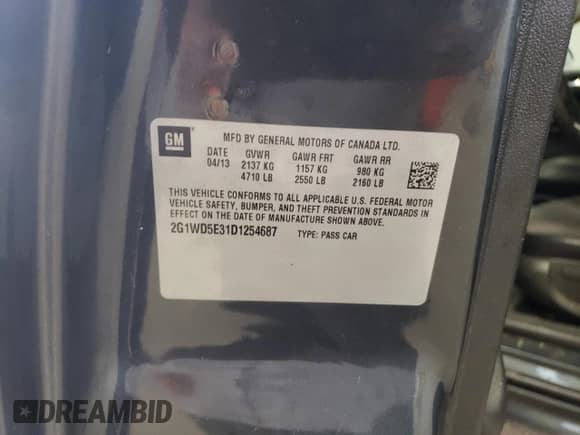 GM
MFD BY GENERAL MOTORS OF CANADA LTD.
DATE GVWR GAWR FRT GAWR RR
04/13 2137 KG 1157 KG 980 KG
4710 LB 2550 LB 2160 LB
THIS VEHICLE CONFORMS TO ALL APPLICABLE U.S. FEDERAL MOTOR
VEHICLE SAFETY, BUMPER, AND THEFT PREVENTION STANDARDS IN
EFFECT ON THE DATE OF MANUFACTURE SHOWN ABOVE.
2G1WD5E31D1254687 TYPE: PASS CAR
DREAMBID